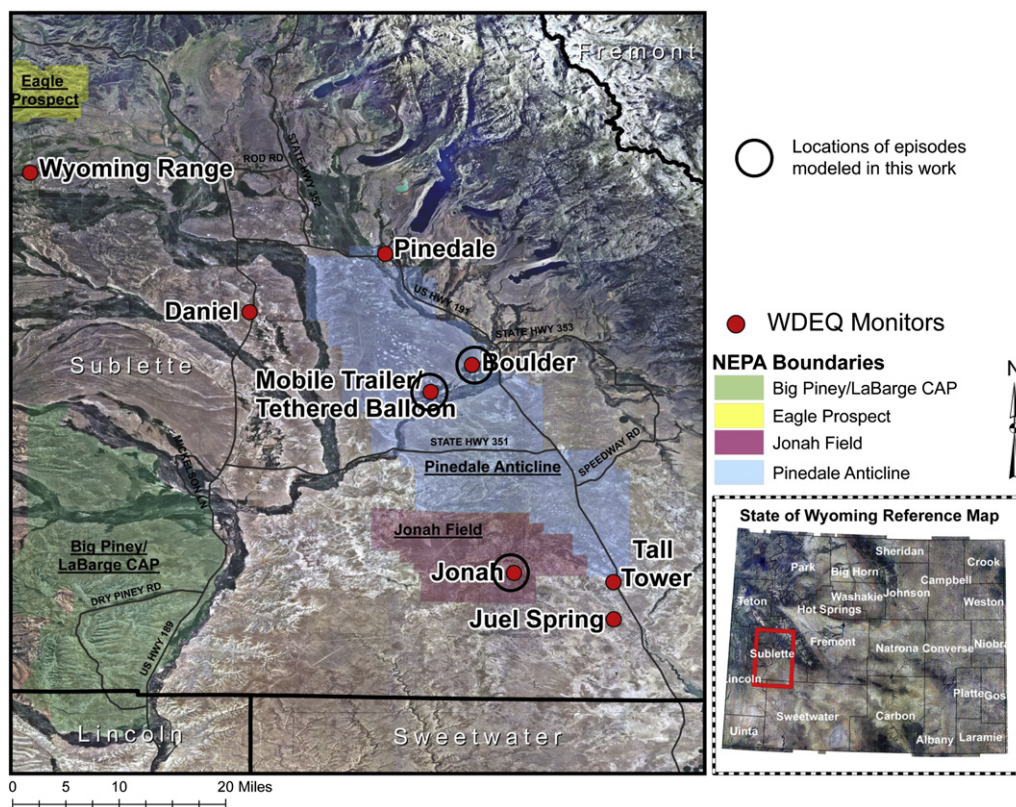 Fremont
Eagle
Prospect
Wyoming Range
ROD RD
STATE HWY 352
Pinedale
US HWY 191
Daniel
STATE HWY 353
Sublette
Boulder
Mobile Trailer/
Tethered Balloon
MCKELSON LN
STATE HWY 351
SPEEDWAY RD
Pinedale Anticline
Jonah Field
Big Piney/
LaBarge CAP
Jonah
Tall
Tower
DRY PINEY RD
Juel Spring
US HWY 189
Lincoln
Sweetwater
0 5 10 20 Miles
Locations of episodes
modeled in this work
WDEQ Monitors
NEPA Boundaries
Big Piney/LaBarge CAP
Eagle Prospect
Jonah Field
Pinedale Anticline
N
State of Wyoming Reference Map
Sheridan
Park
Big Horn
Crook
Campbell
Johnson
Washakie
Teton
Weston
Hot Springs
Fremont
Sublette
Natrona
Converse
Niobra
Lincoln
Platte
Gos
Sweetwater
Carbon
Uinta
Albany
Laramie